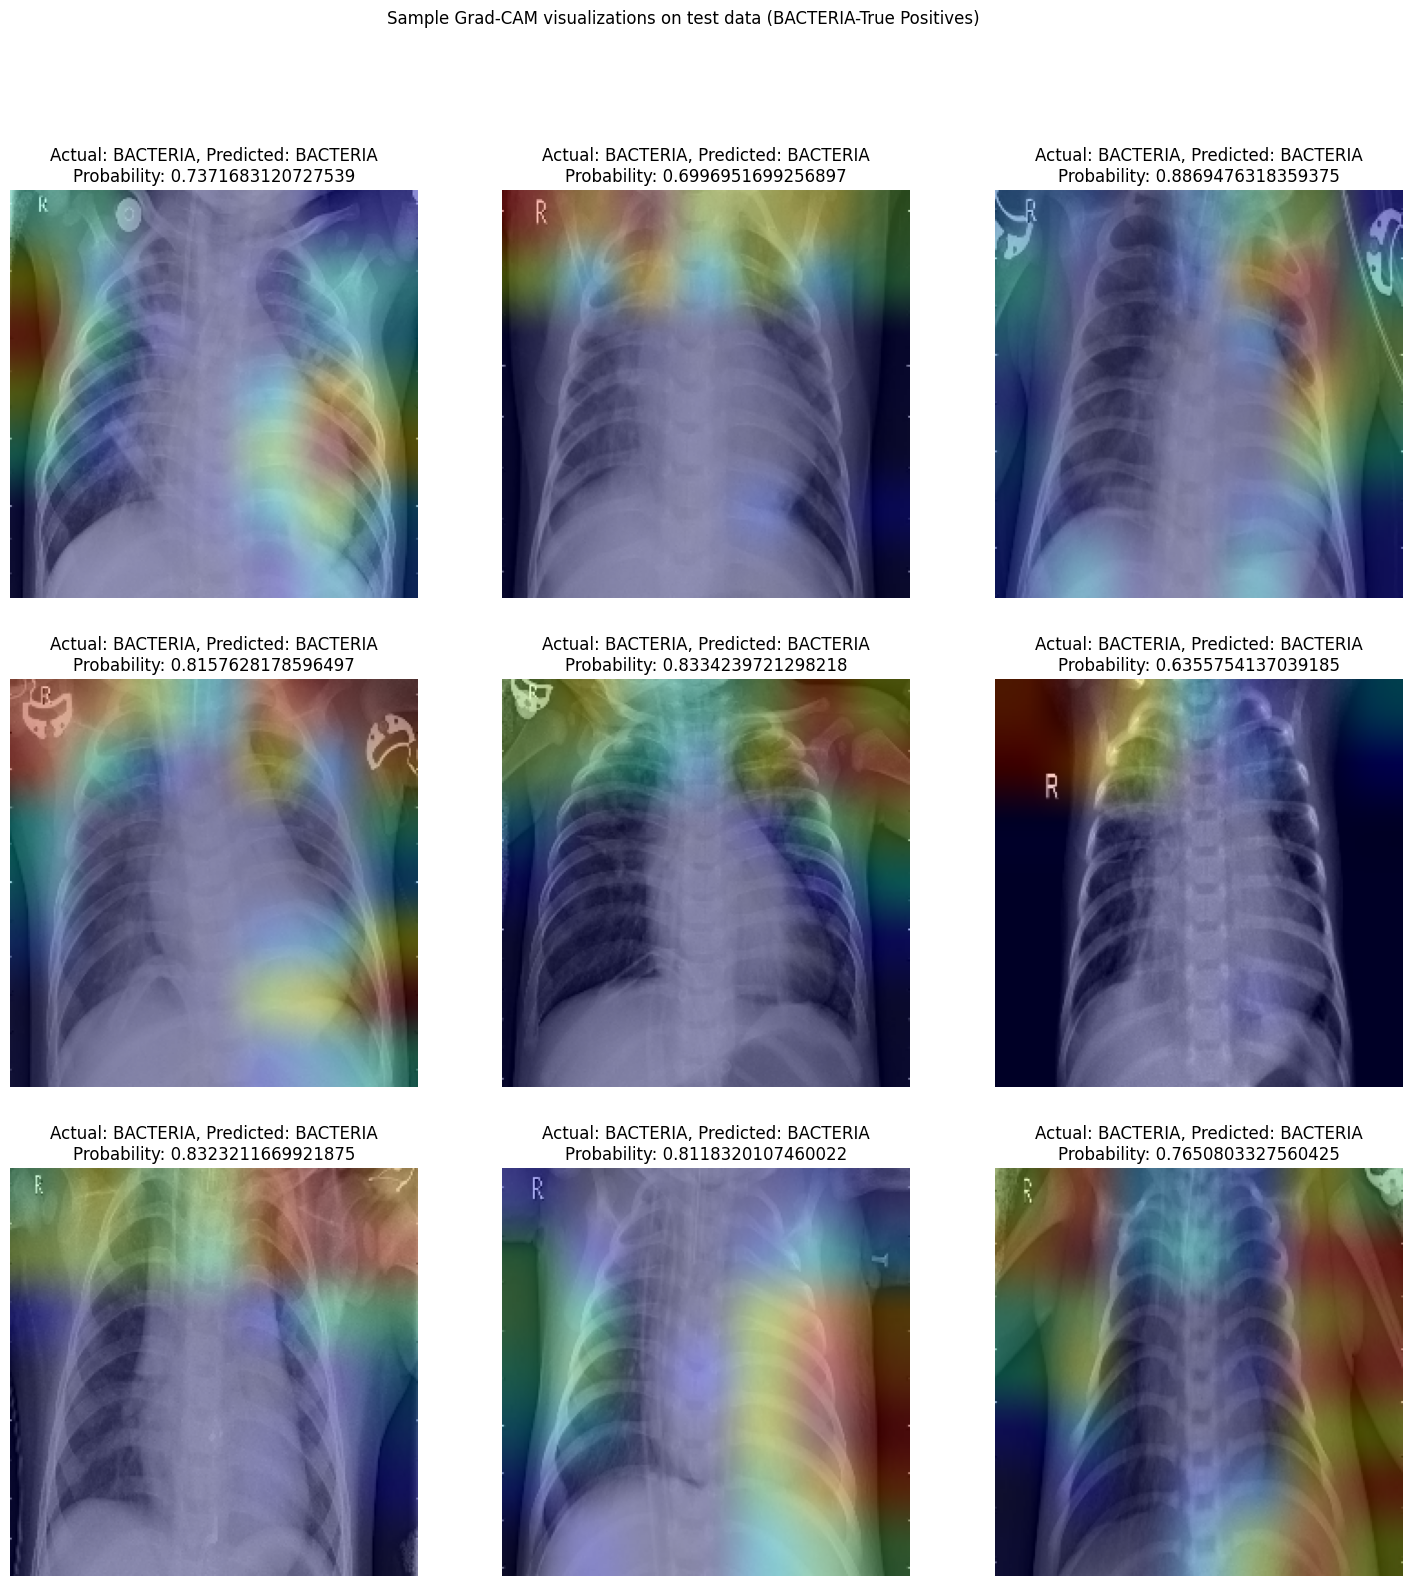 Sample Grad-CAM visualizations on test data (BACTERIA-True Positives)
Actual: BACTERIA, Predicted: BACTERIA
Probability: 0.7371683120727539
R
Actual: BACTERIA, Predicted: BACTERIA
Probability: 0.6996951699256897
R
Actual: BACTERIA, Predicted: BACTERIA
Probability: 0.8869476318359375
R
Actual: BACTERIA, Predicted: BACTERIA
Probability: 0.8157628178596497
R
Actual: BACTERIA, Predicted: BACTERIA
Probability: 0.8334239721298218
R
Actual: BACTERIA, Predicted: BACTERIA
Probability: 0.6355754137039185
R
Actual: BACTERIA, Predicted: BACTERIA
Probability: 0.8323211669921875
R
Actual: BACTERIA, Predicted: BACTERIA
Probability: 0.8118320107460022
R
Actual: BACTERIA, Predicted: BACTERIA
Probability: 0.7650803327560425
R